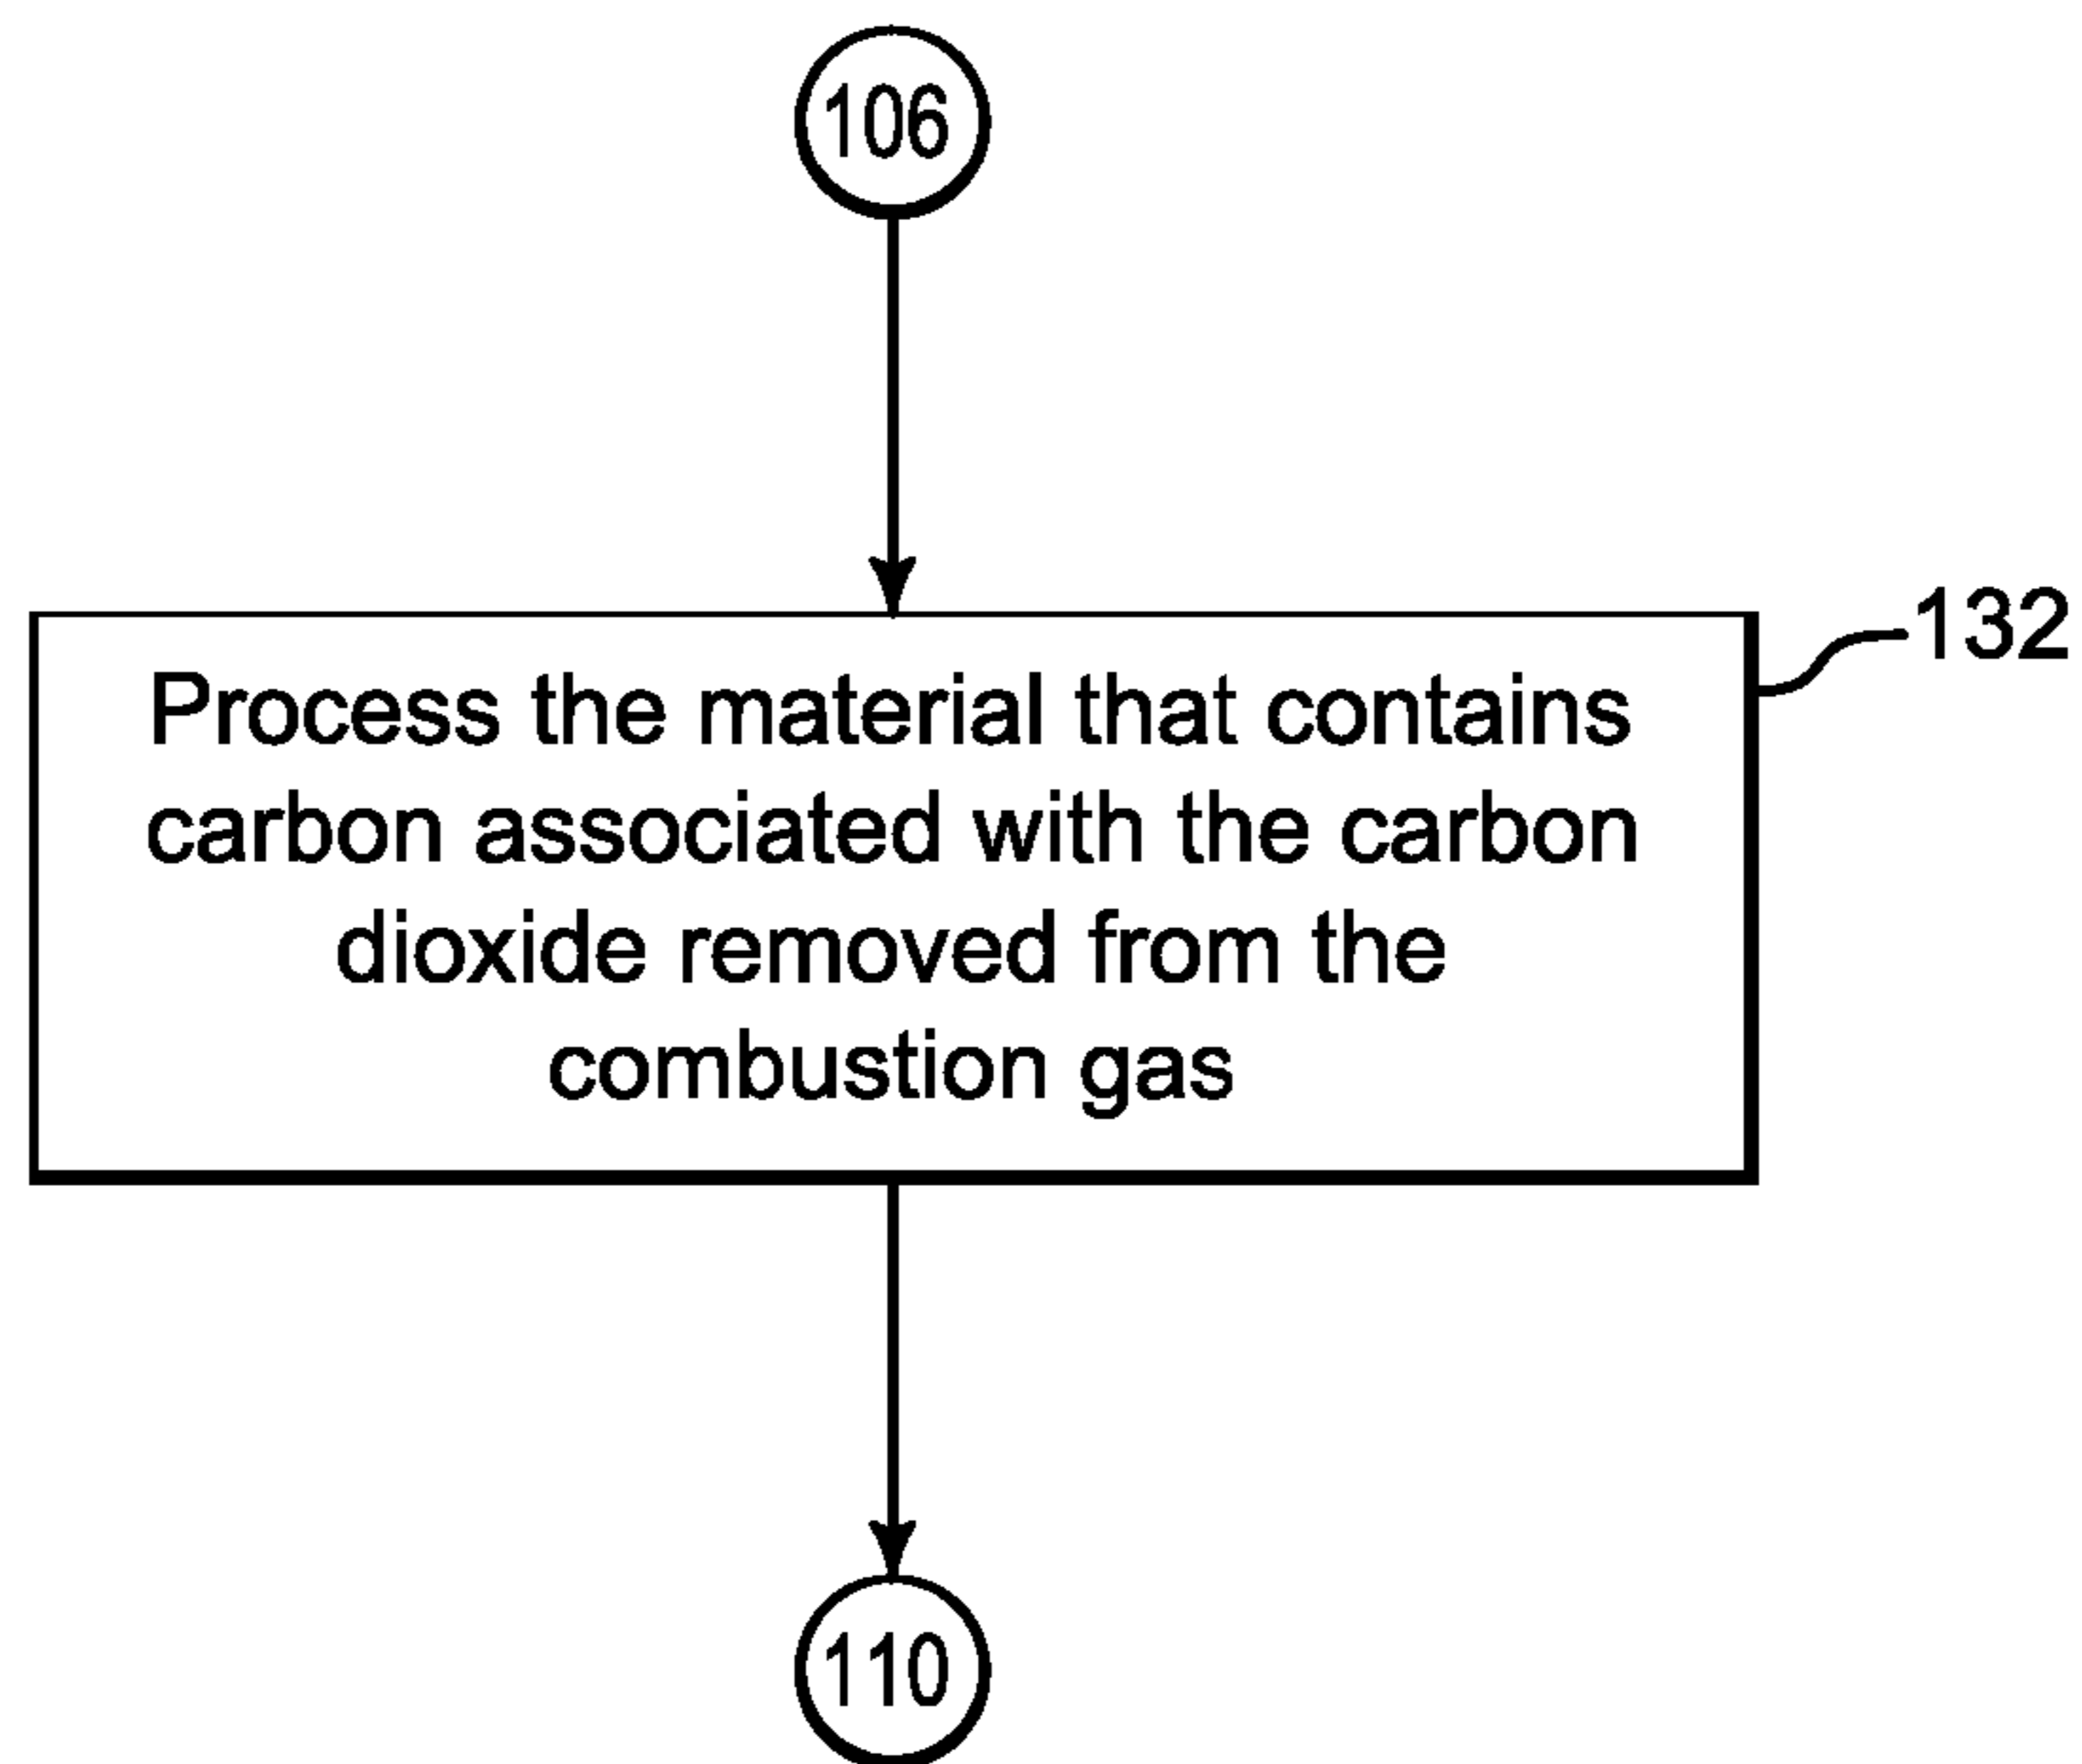 106
132
Process the material that contains
carbon associated with the carbon
dioxide removed from the
combustion gas
110